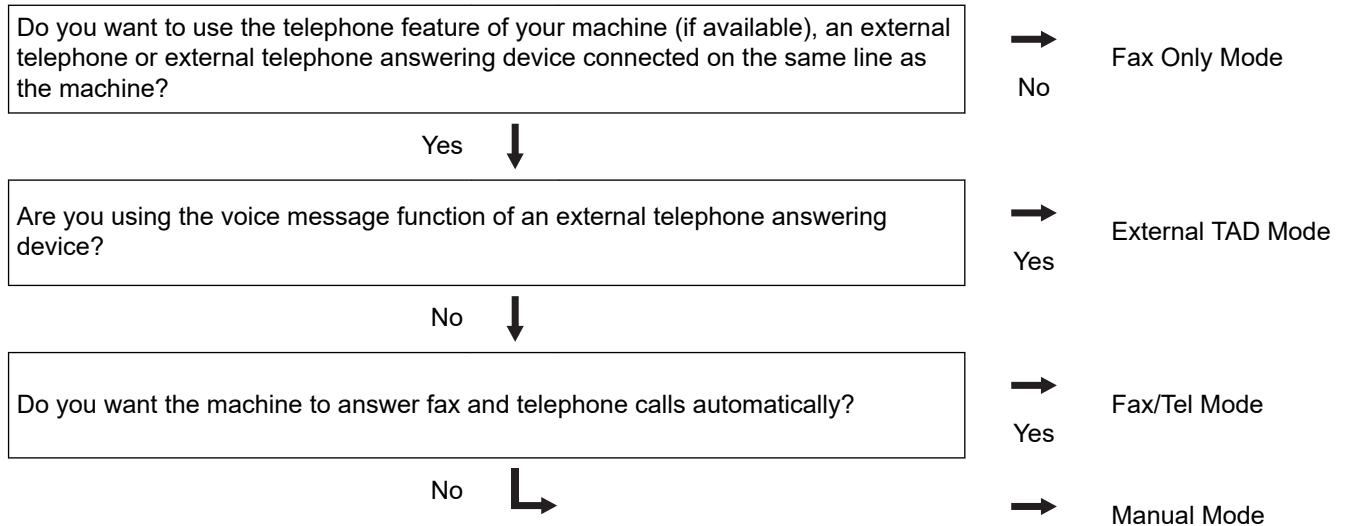 Do you want to use the telephone feature of your machine (if available), an external
telephone or external telephone answering device connected on the same line as
the machine?
No
Fax Only Mode
Yes
Are you using the voice message function of an external telephone answering
device?
Yes
External TAD Mode
No
Do you want the machine to answer fax and telephone calls automatically?
Yes
Fax/Tel Mode
No
Manual Mode